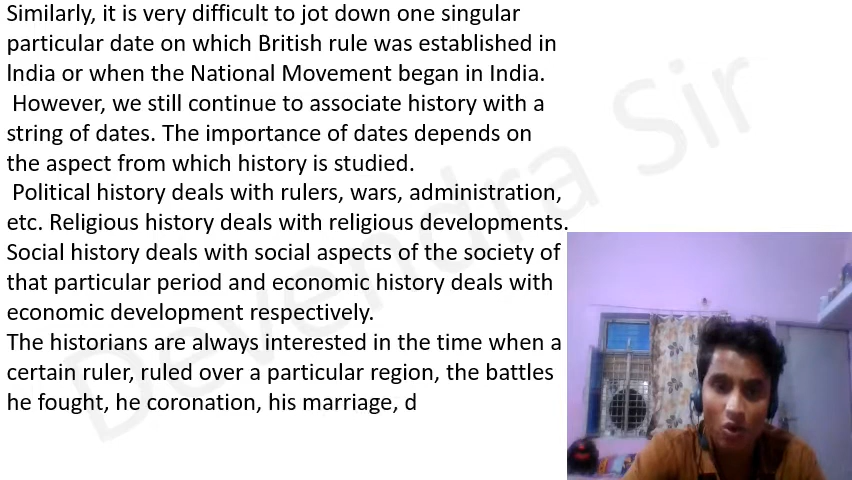 Similarly, it is very difficult to jot down one singular
particular date on which British rule was established in
India or when the National Movement began in India.
However, we still continue to associate history with a
string of dates. The importance of dates depends on
the aspect from which history is studied.
Political history deals with rulers, wars, administration,
etc. Religious history deals with religious developments.
Social history deals with social aspects of the society of
that particular period and economic history deals with
economic development respectively.
The historians are always interested in the time when a
certain ruler, ruled over a particular region, the battles
he fought, he coronation, his marriage, d
Devendra Sir